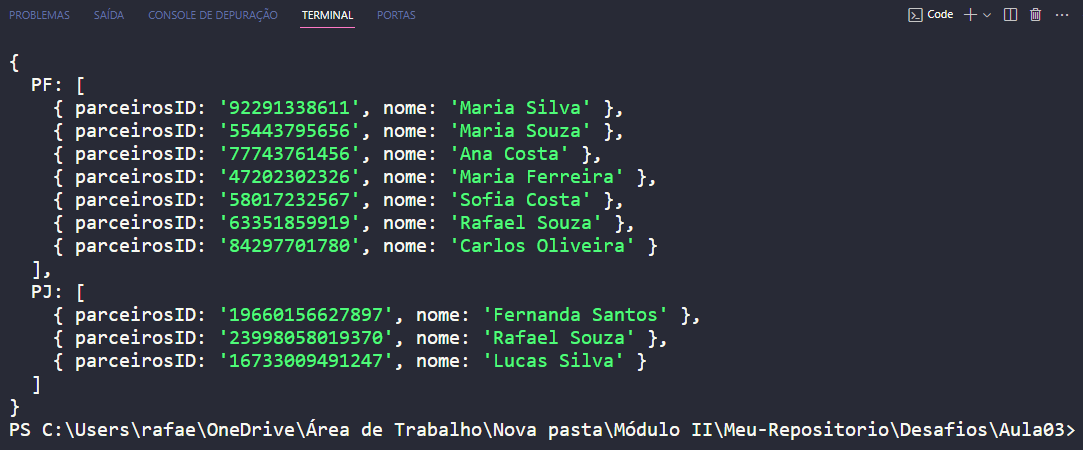 PROBLEMAS SAÍDA CONSOLE DE DEPURAÇÃO TERMINAL PORTAS Code
{
  PF: [
    { parceirosID: '92291338611', nome: 'Maria Silva' },
    { parceirosID: '55443795656', nome: 'Maria Souza' },
    { parceirosID: '77743761456', nome: 'Ana Costa' },
    { parceirosID: '47202302326', nome: 'Maria Ferreira' },
    { parceirosID: '58017232567', nome: 'Sofia Costa' },
    { parceirosID: '63351859919', nome: 'Rafael Souza' },
    { parceirosID: '84297701780', nome: 'Carlos Oliveira' }
  ],
  PJ: [
    { parceirosID: '19660156627897', nome: 'Fernanda Santos' },
    { parceirosID: '23998058019370', nome: 'Rafael Souza' },
    { parceirosID: '16733009491247', nome: 'Lucas Silva' }
  ]
}
PS C:\Users\rafae\OneDrive\Área de Trabalho\Nova pasta\Módulo II\Meu-Repositorio\Desafios\Aula03>